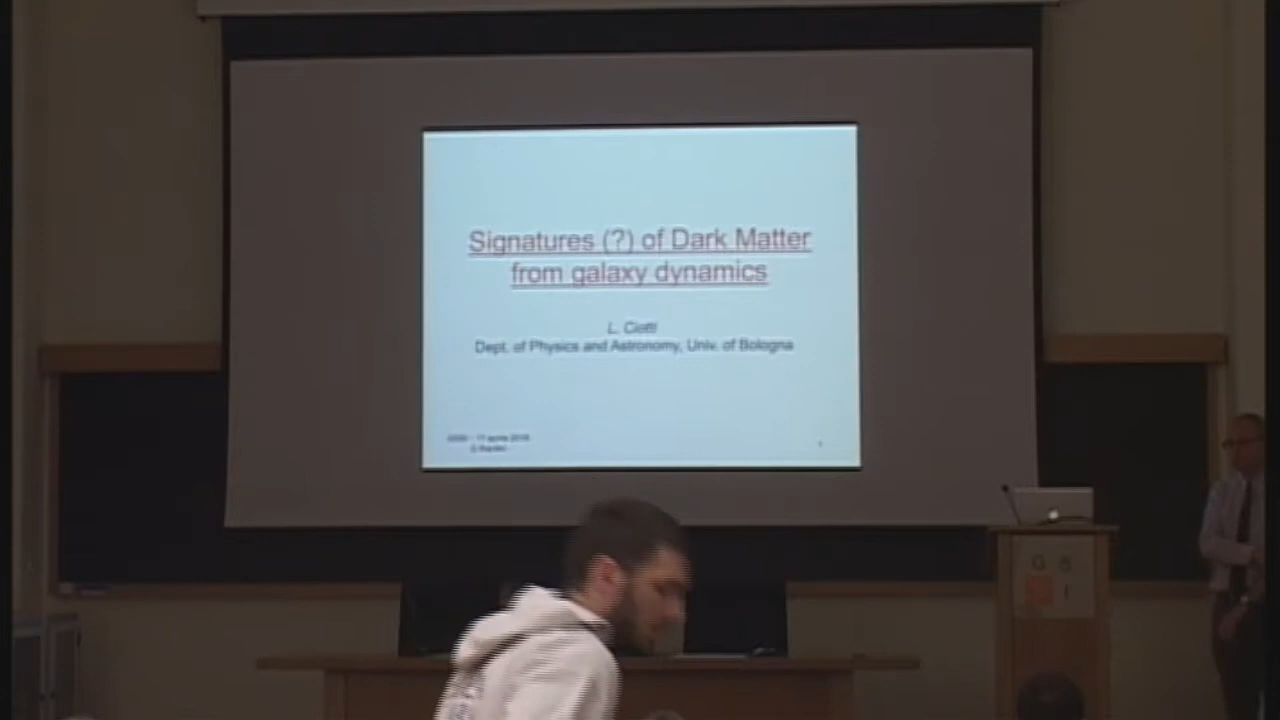 Signatures (?) of Dark Matter
from galaxy dynamics
L. Ciotti
Dept. of Physics and Astronomy, Univ. of Bologna
G S
I